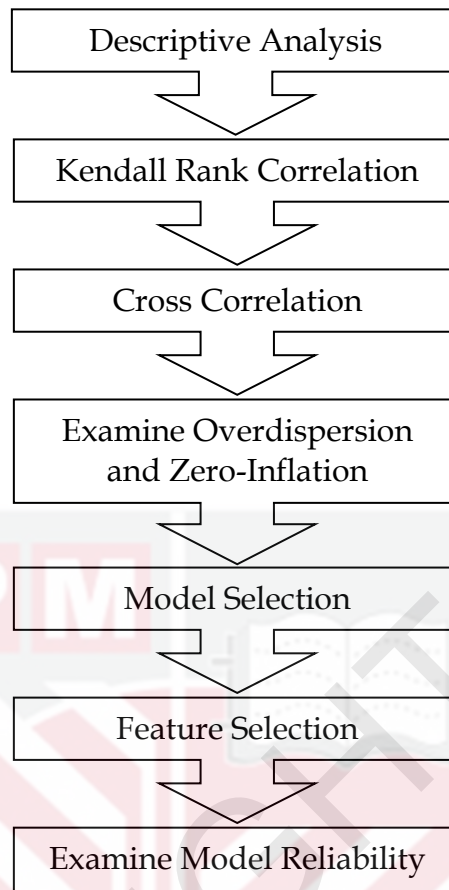 Descriptive Analysis
Kendall Rank Correlation
Cross Correlation
Examine Overdispersion
and Zero-Inflation
Model Selection
Feature Selection
Examine Model Reliability